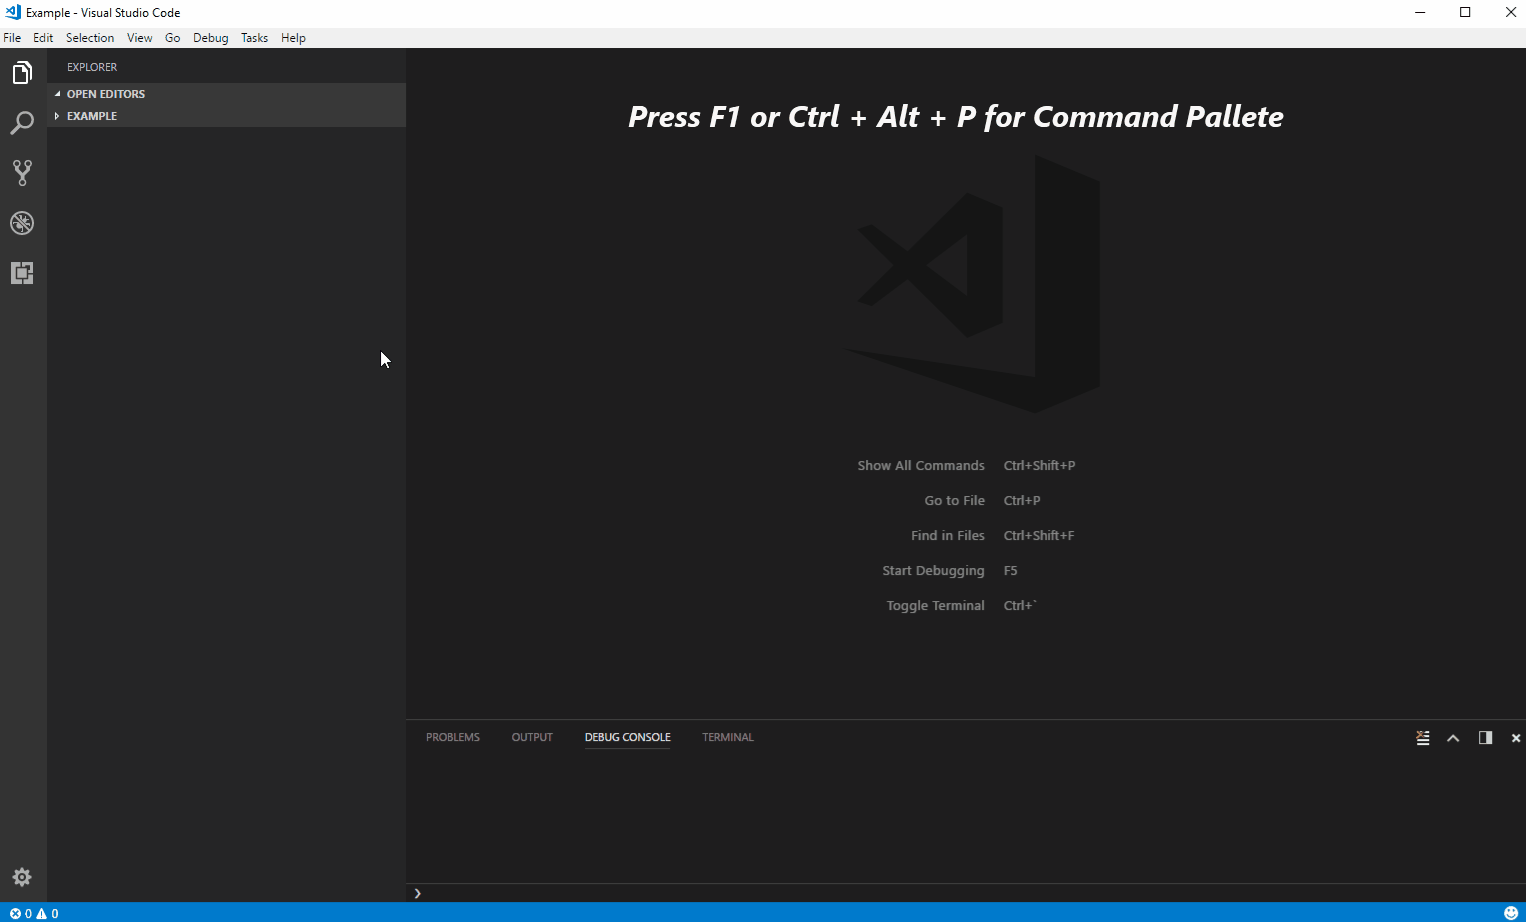 Example - Visual Studio Code
File Edit Selection View Go Debug Tasks Help
EXPLORER
OPEN EDITORS
EXAMPLE
Press F1 or Ctrl + Alt + P for Command Pallete
Show All Commands Ctrl+Shift+P
Go to File Ctrl+P
Find in Files Ctrl+Shift+F
Start Debugging F5
Toggle Terminal Ctrl+`
PROBLEMS OUTPUT DEBUG CONSOLE TERMINAL
0 0